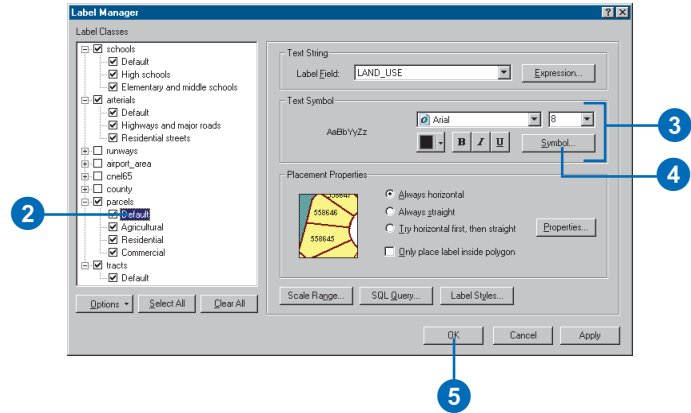 Label Manager
Label Classes
schools
Default
High schools
Elementary and middle schools
arterials
Default
Highways and major roads
Residential streets
runways
airport_area
cnel65
county
parcels
Default
Agricultural
Residential
Commercial
tracts
Default
Options
Select All
Clear All
Text String
Label Field:
LAND_USE
Expression...
Text Symbol
AaBbYyZz
Arial
8
B I U
Symbol...
Placement Properties
558647
558646
558645
Always horizontal
Always straight
Try horizontal first, then straight
Only place label inside polygon
Properties...
Scale Range...
SQL Query...
Label Styles...
OK
Cancel
Apply
2
3
4
5